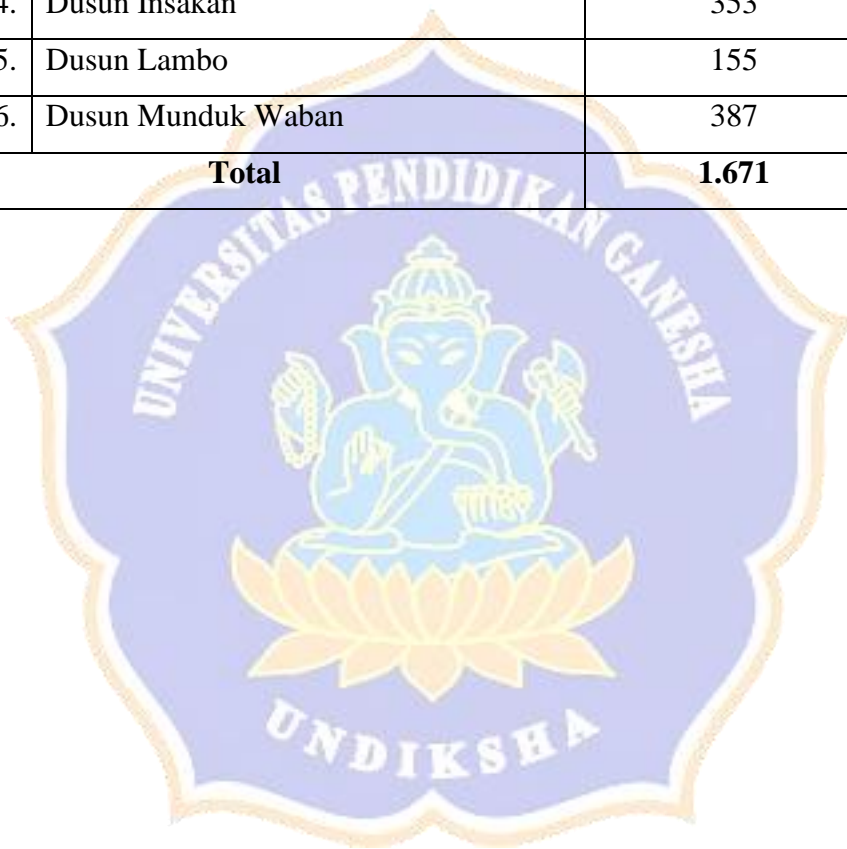 4. Dusun Insakan 353
5. Dusun Lambo 155
6. Dusun Munduk Waban 387
Total 1.671
UNIVERSITAS PENDIDIKAN GANESHA
UNDIKSHA